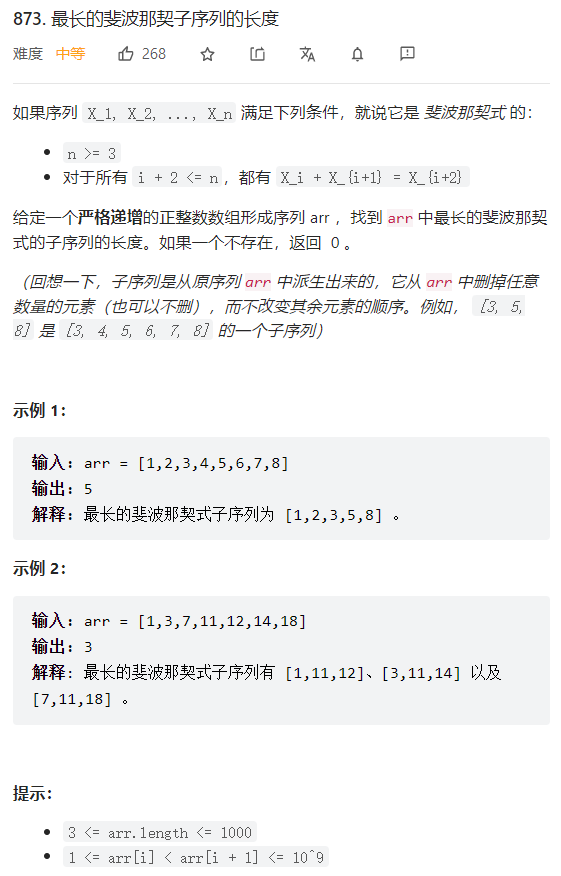 873. 最长的斐波那契子序列的长度
难度 中等 268
如果序列 X_1, X_2, ..., X_n 满足下列条件，就说它是 斐波那契式 的：
n >= 3
对于所有 i + 2 <= n，都有 X_i + X_{i+1} = X_{i+2}
给定一个严格递增的正整数数组形成序列 arr ，找到 arr 中最长的斐波那契
式的子序列的长度。如果一个不存在，返回 0 。
（回想一下，子序列是从原序列 arr 中派生出来的，它从 arr 中删掉任意
数量的元素（也可以不删），而不改变其余元素的顺序。例如， [3, 5,
8] 是 [3, 4, 5, 6, 7, 8] 的一个子序列）
示例 1：
输入：arr = [1,2,3,4,5,6,7,8]
输出：5
解释：最长的斐波那契式子序列为 [1,2,3,5,8] 。
示例 2：
输入：arr = [1,3,7,11,12,14,18]
输出：3
解释：最长的斐波那契式子序列有 [1,11,12]、[3,11,14] 以及
[7,11,18] 。
提示：
3 <= arr.length <= 1000
1 <= arr[i] < arr[i + 1] <= 10^9